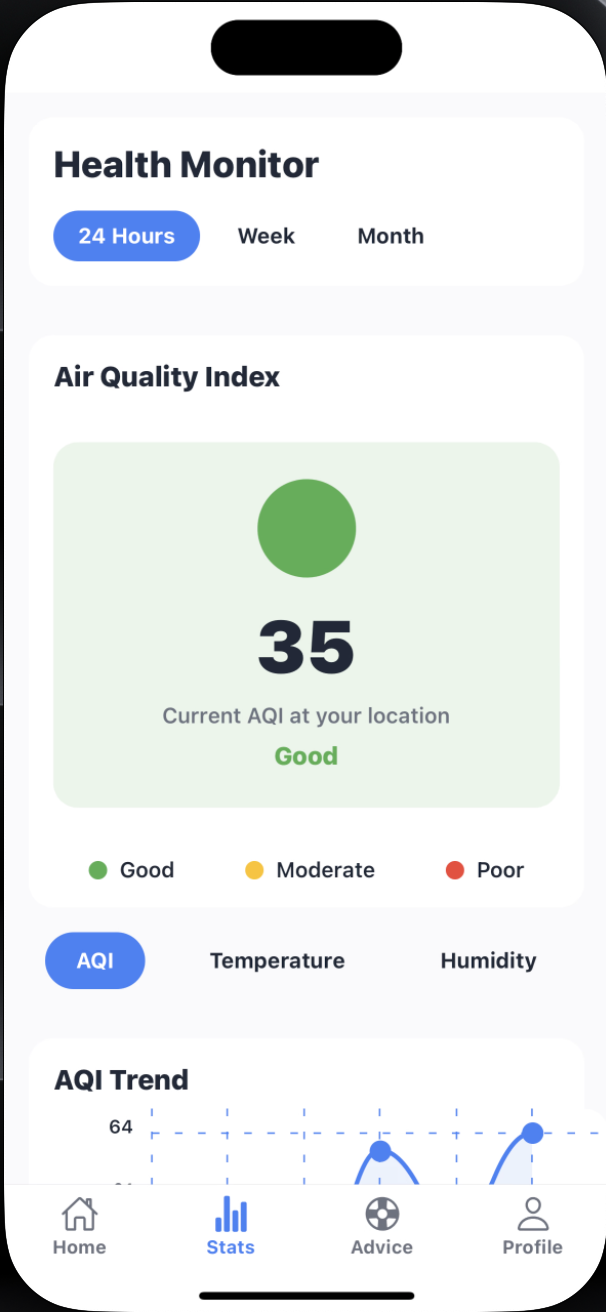 Health Monitor
24 Hours Week Month
Air Quality Index
35
Current AQI at your location
Good
Good Moderate Poor
AQI Temperature Humidity
AQI Trend
64
Home Stats Advice Profile